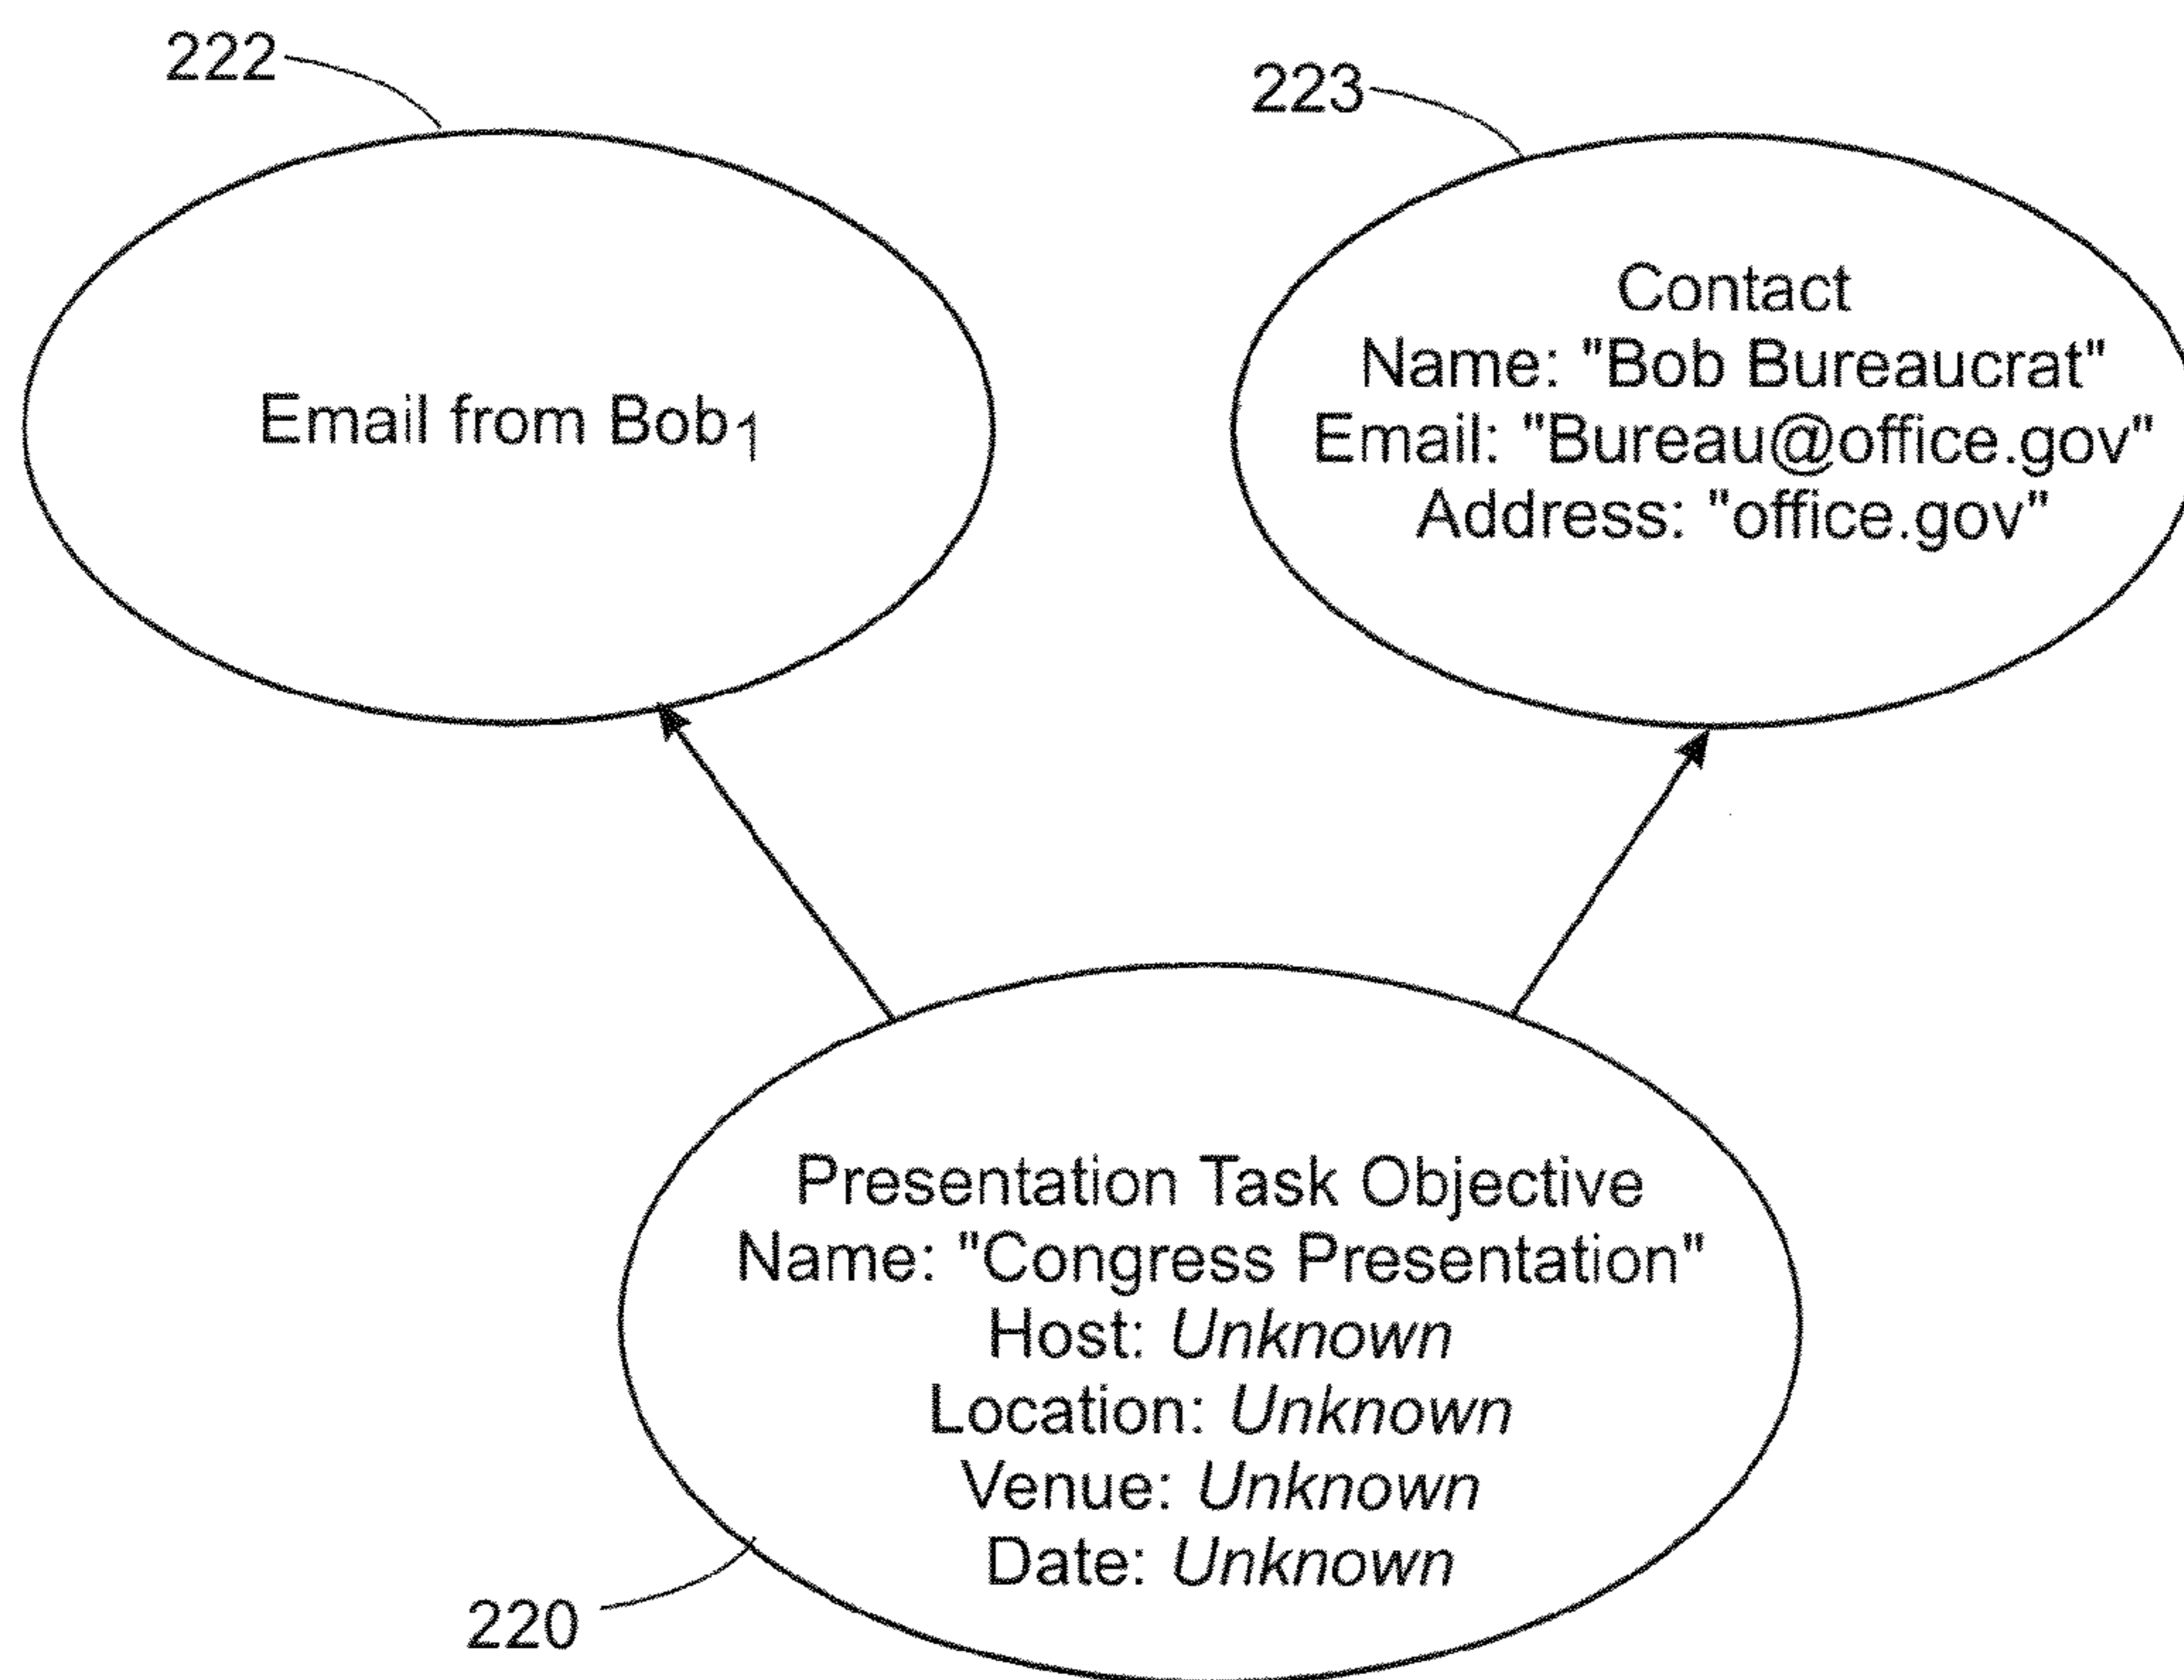 222
223
Email from Bob₁
Contact
Name: "Bob Bureaucrat"
Email: "Bureau@office.gov"
Address: "office.gov"
Presentation Task Objective
Name: "Congress Presentation"
Host: Unknown
Location: Unknown
Venue: Unknown
Date: Unknown
220